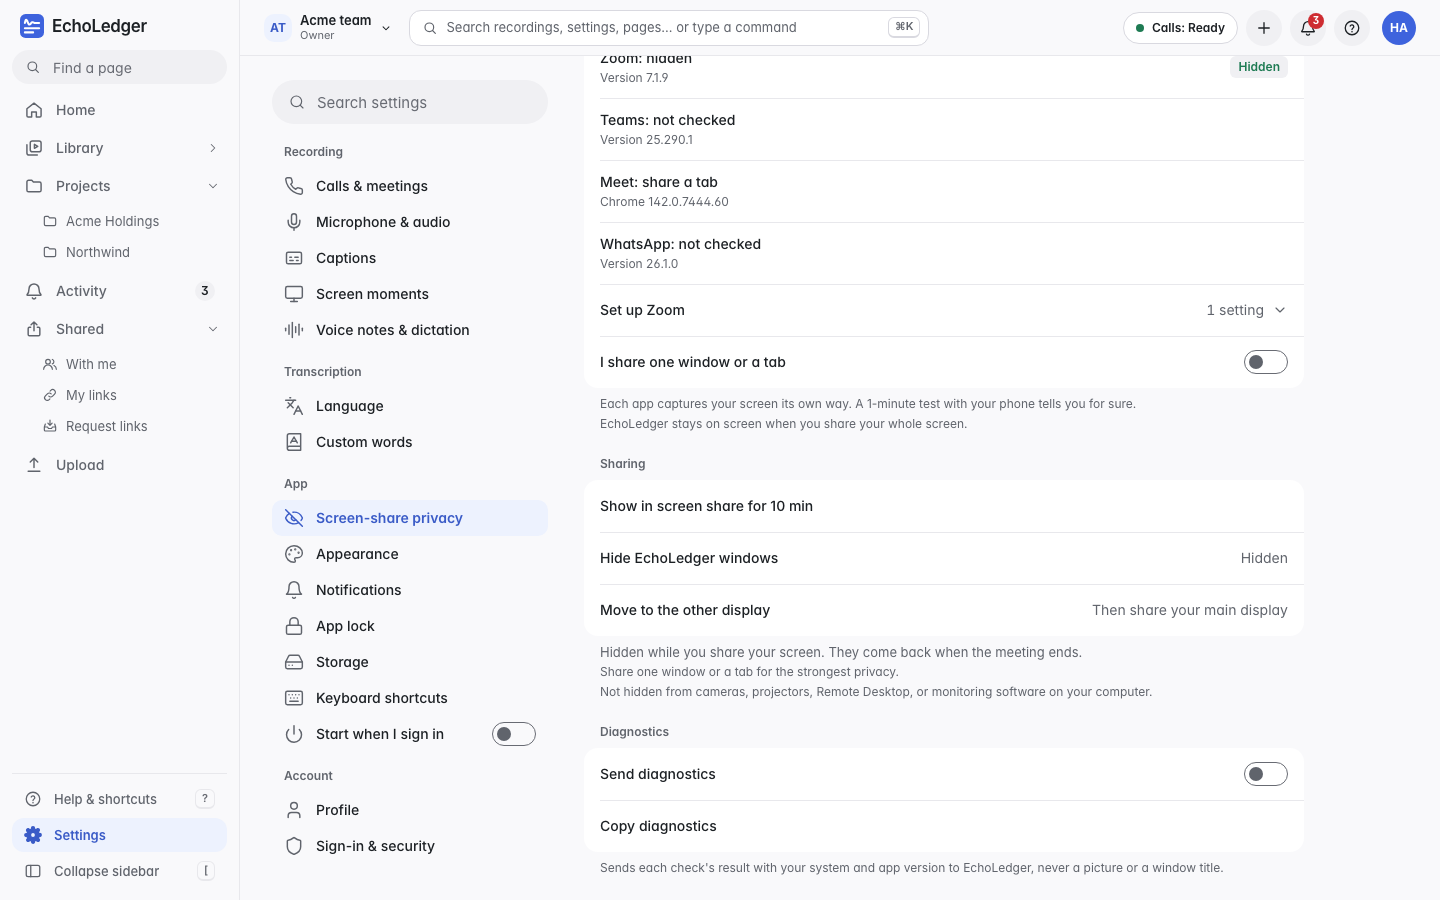 EchoLedger
Find a page
Home
Library
Projects
Acme Holdings
Northwind
Activity
3
Shared
With me
My links
Request links
Upload
Help & shortcuts
?
Settings
Collapse sidebar
[
AT
Acme team
Owner
Search recordings, settings, pages... or type a command
⌘K
Calls: Ready
3
HA
Search settings
Recording
Calls & meetings
Microphone & audio
Captions
Screen moments
Voice notes & dictation
Transcription
Language
Custom words
App
Screen-share privacy
Appearance
Notifications
App lock
Storage
Keyboard shortcuts
Start when I sign in
Account
Profile
Sign-in & security
Zoom: hidden
Version 7.1.9
Hidden
Teams: not checked
Version 25.290.1
Meet: share a tab
Chrome 142.0.7444.60
WhatsApp: not checked
Version 26.1.0
Set up Zoom
1 setting
I share one window or a tab
Each app captures your screen its own way. A 1-minute test with your phone tells you for sure.
EchoLedger stays on screen when you share your whole screen.
Sharing
Show in screen share for 10 min
Hide EchoLedger windows
Hidden
Move to the other display
Then share your main display
Hidden while you share your screen. They come back when the meeting ends.
Share one window or a tab for the strongest privacy.
Not hidden from cameras, projectors, Remote Desktop, or monitoring software on your computer.
Diagnostics
Send diagnostics
Copy diagnostics
Sends each check's result with your system and app version to EchoLedger, never a picture or a window title.